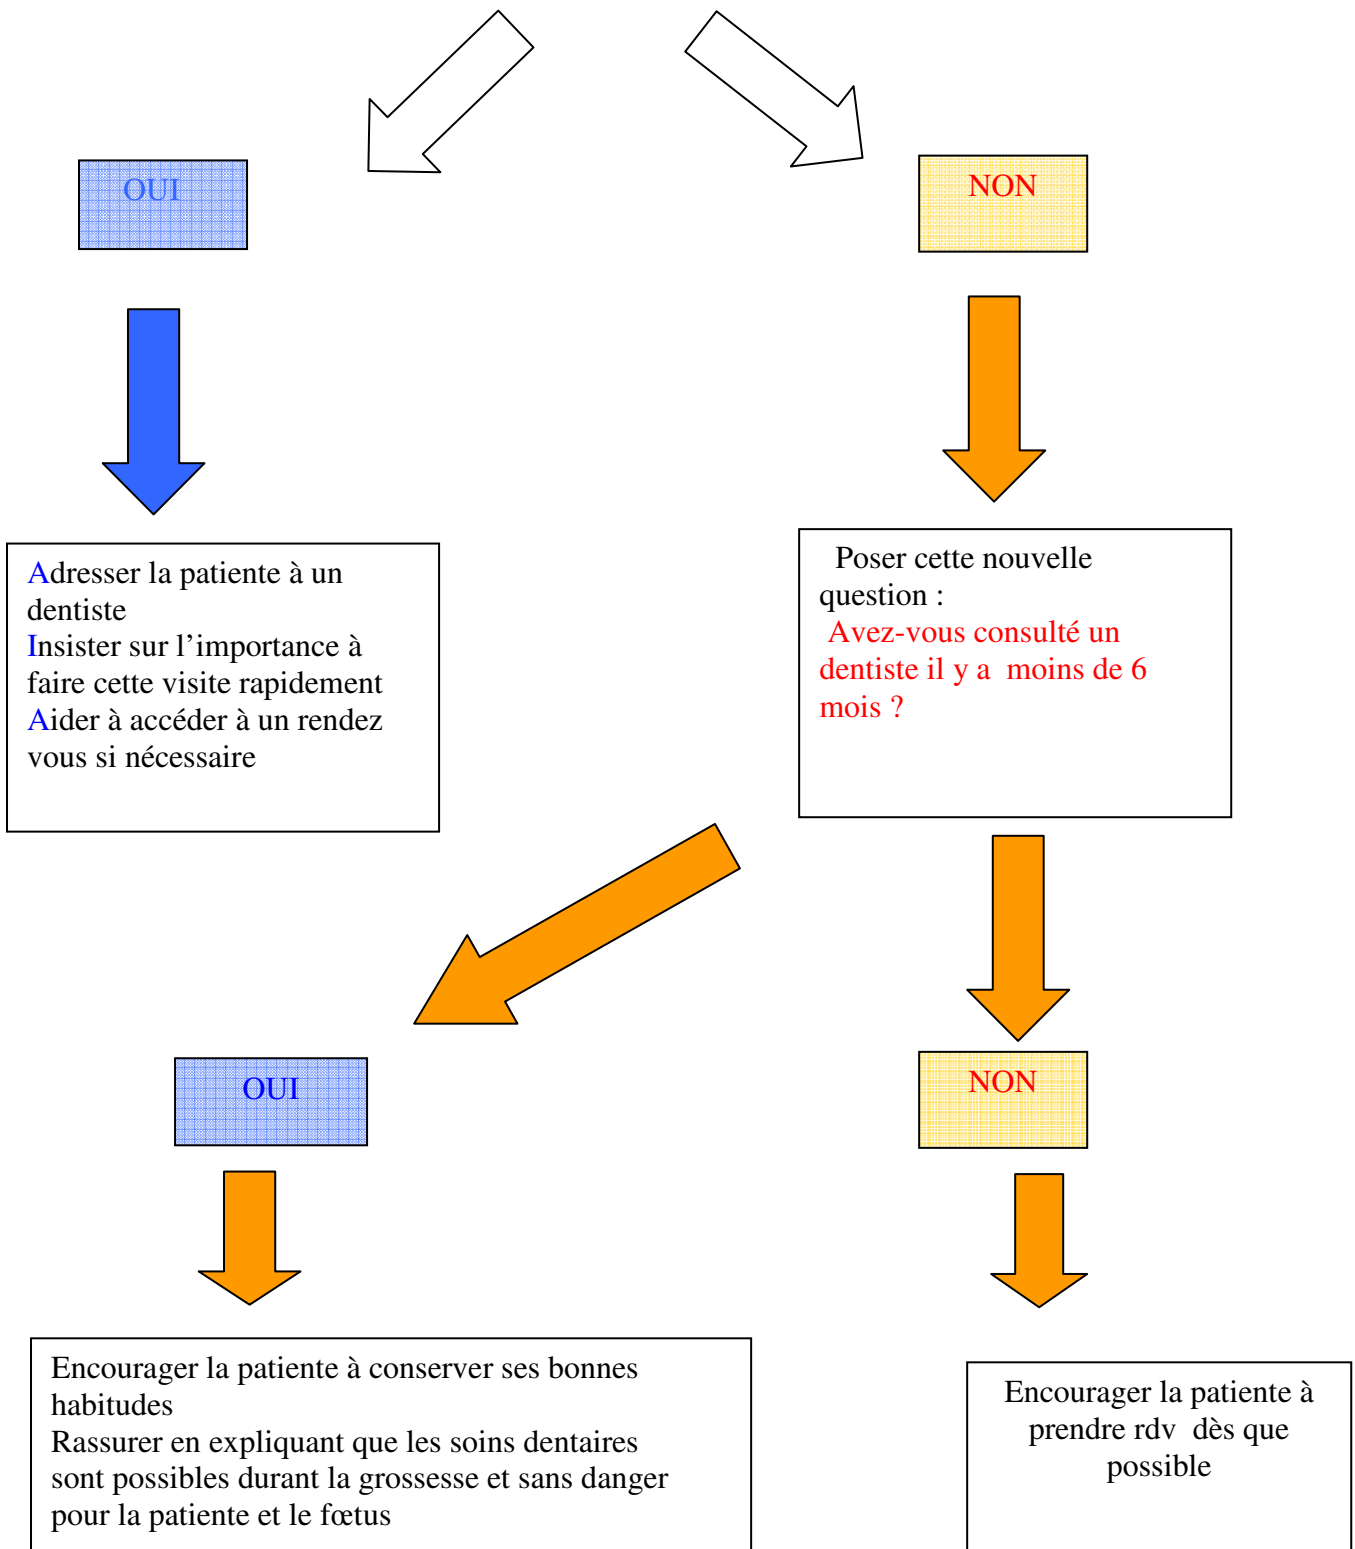 OUI
NON
Adresser la patiente à un
dentiste
Insister sur l’importance à
faire cette visite rapidement
Aider à accéder à un rendez
vous si nécessaire
Poser cette nouvelle
question :
Avez-vous consulté un
dentiste il y a moins de 6
mois ?
OUI
NON
Encourager la patiente à conserver ses bonnes
habitudes
Rassurer en expliquant que les soins dentaires
sont possibles durant la grossesse et sans danger
pour la patiente et le fœtus
Encourager la patiente à
prendre rdv dès que
possible